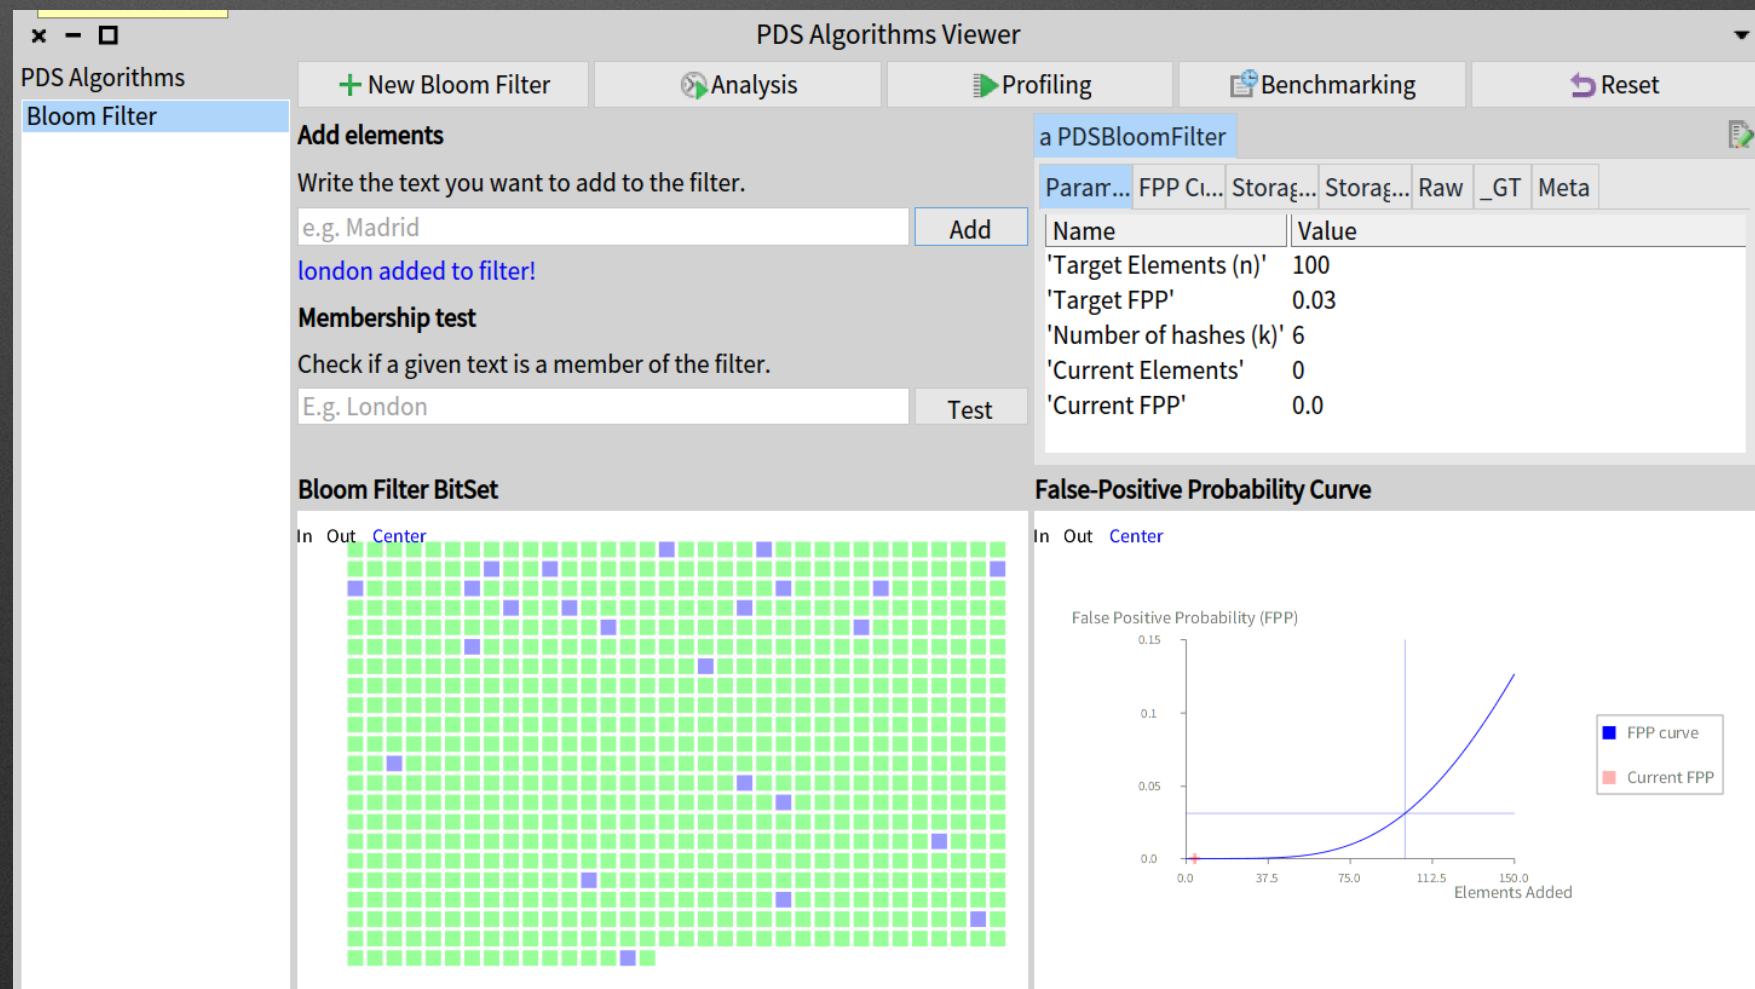 PDS Algorithms Viewer
PDS Algorithms
Bloom Filter
New Bloom Filter
Analysis
Profiling
Benchmarking
Reset
Add elements
Write the text you want to add to the filter.
e.g. Madrid
Add
london added to filter!
Membership test
Check if a given text is a member of the filter.
E.g. London
Test
a PDSBloomFilter
Param... FPP Cu... Storag... Storag... Raw _GT Meta
Name Value
'Target Elements (n)' 100
'Target FPP' 0.03
'Number of hashes (k)' 6
'Current Elements' 0
'Current FPP' 0.0
Bloom Filter BitSet
In Out Center
False-Positive Probability Curve
In Out Center
False Positive Probability (FPP)
0.15
0.1
0.05
0.0
0.0 37.5 75.0 112.5 150.0
Elements Added
FPP curve
Current FPP